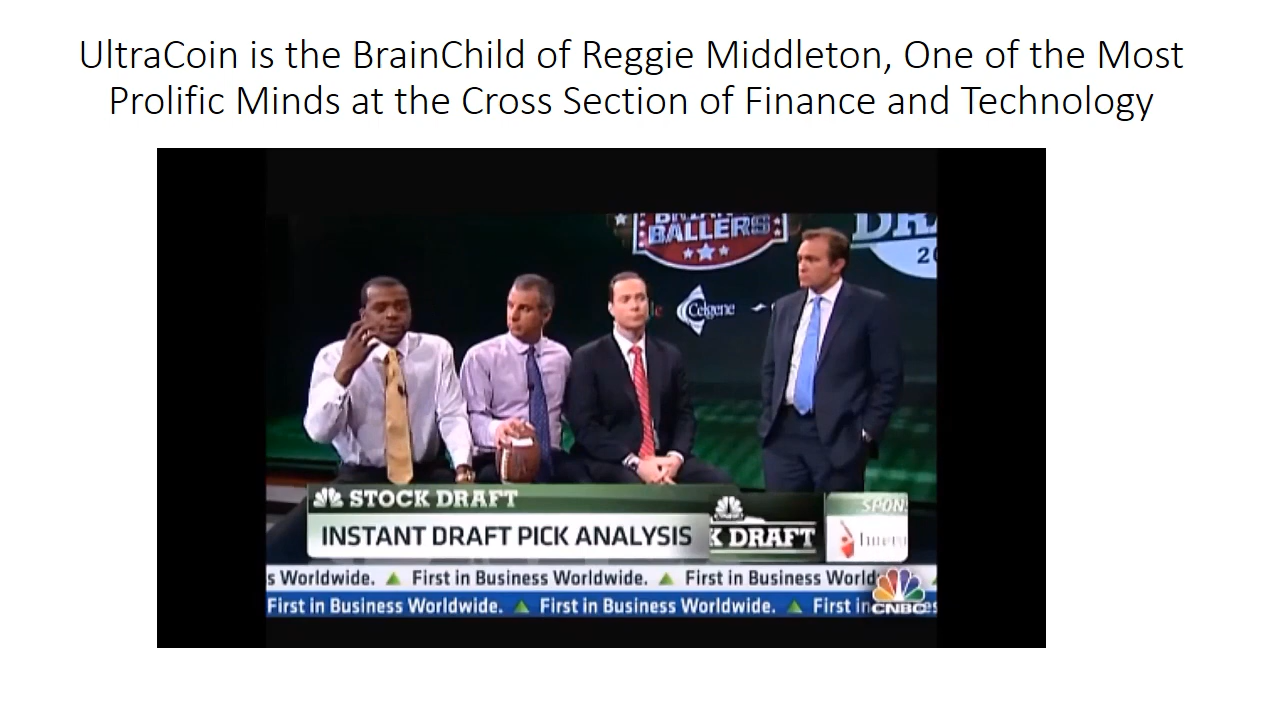 UltraCoin is the BrainChild of Reggie Middleton, One of the Most
Prolific Minds at the Cross Section of Finance and Technology
BALLERS
Celgene
STOCK DRAFT
INSTANT DRAFT PICK ANALYSIS
K DRAFT
s Worldwide. ▲ First in Business Worldwide. ▲ First in Business World
First in Business Worldwide. ▲ First in Business Worldwide. ▲ First in
CNBC